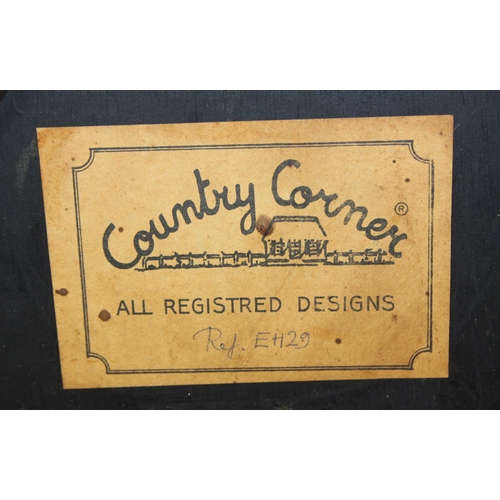 Country Corner ®
ALL REGISTRED DESIGNS
Ref. EH29